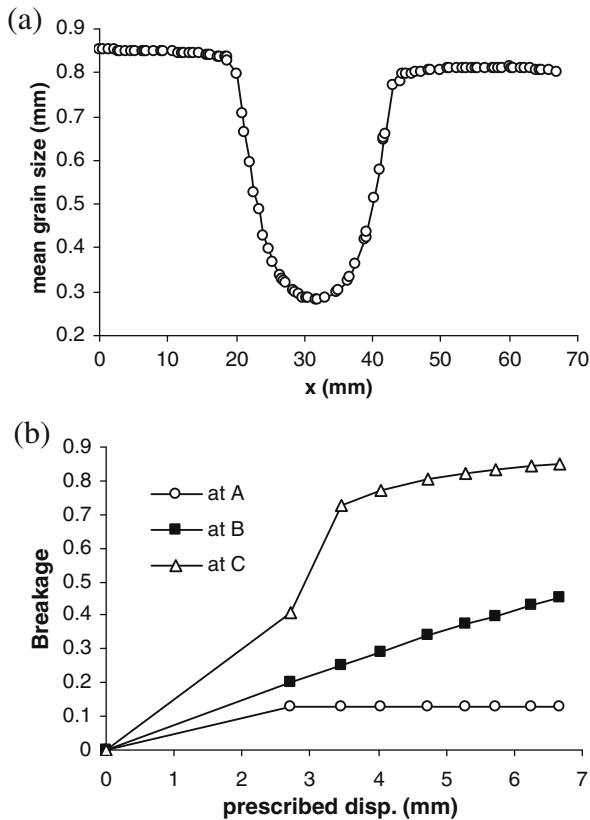 (a)
0.9
0.8
0.7
0.6
0.5
0.4
0.3
0.2
mean grain size (mm)
0 10 20 30 40 50 60 70
x (mm)
(b)
0.9
0.8
0.7
0.6
0.5
0.4
0.3
0.2
0.1
0
Breakage
at A
at B
at C
0 1 2 3 4 5 6 7
prescribed disp. (mm)